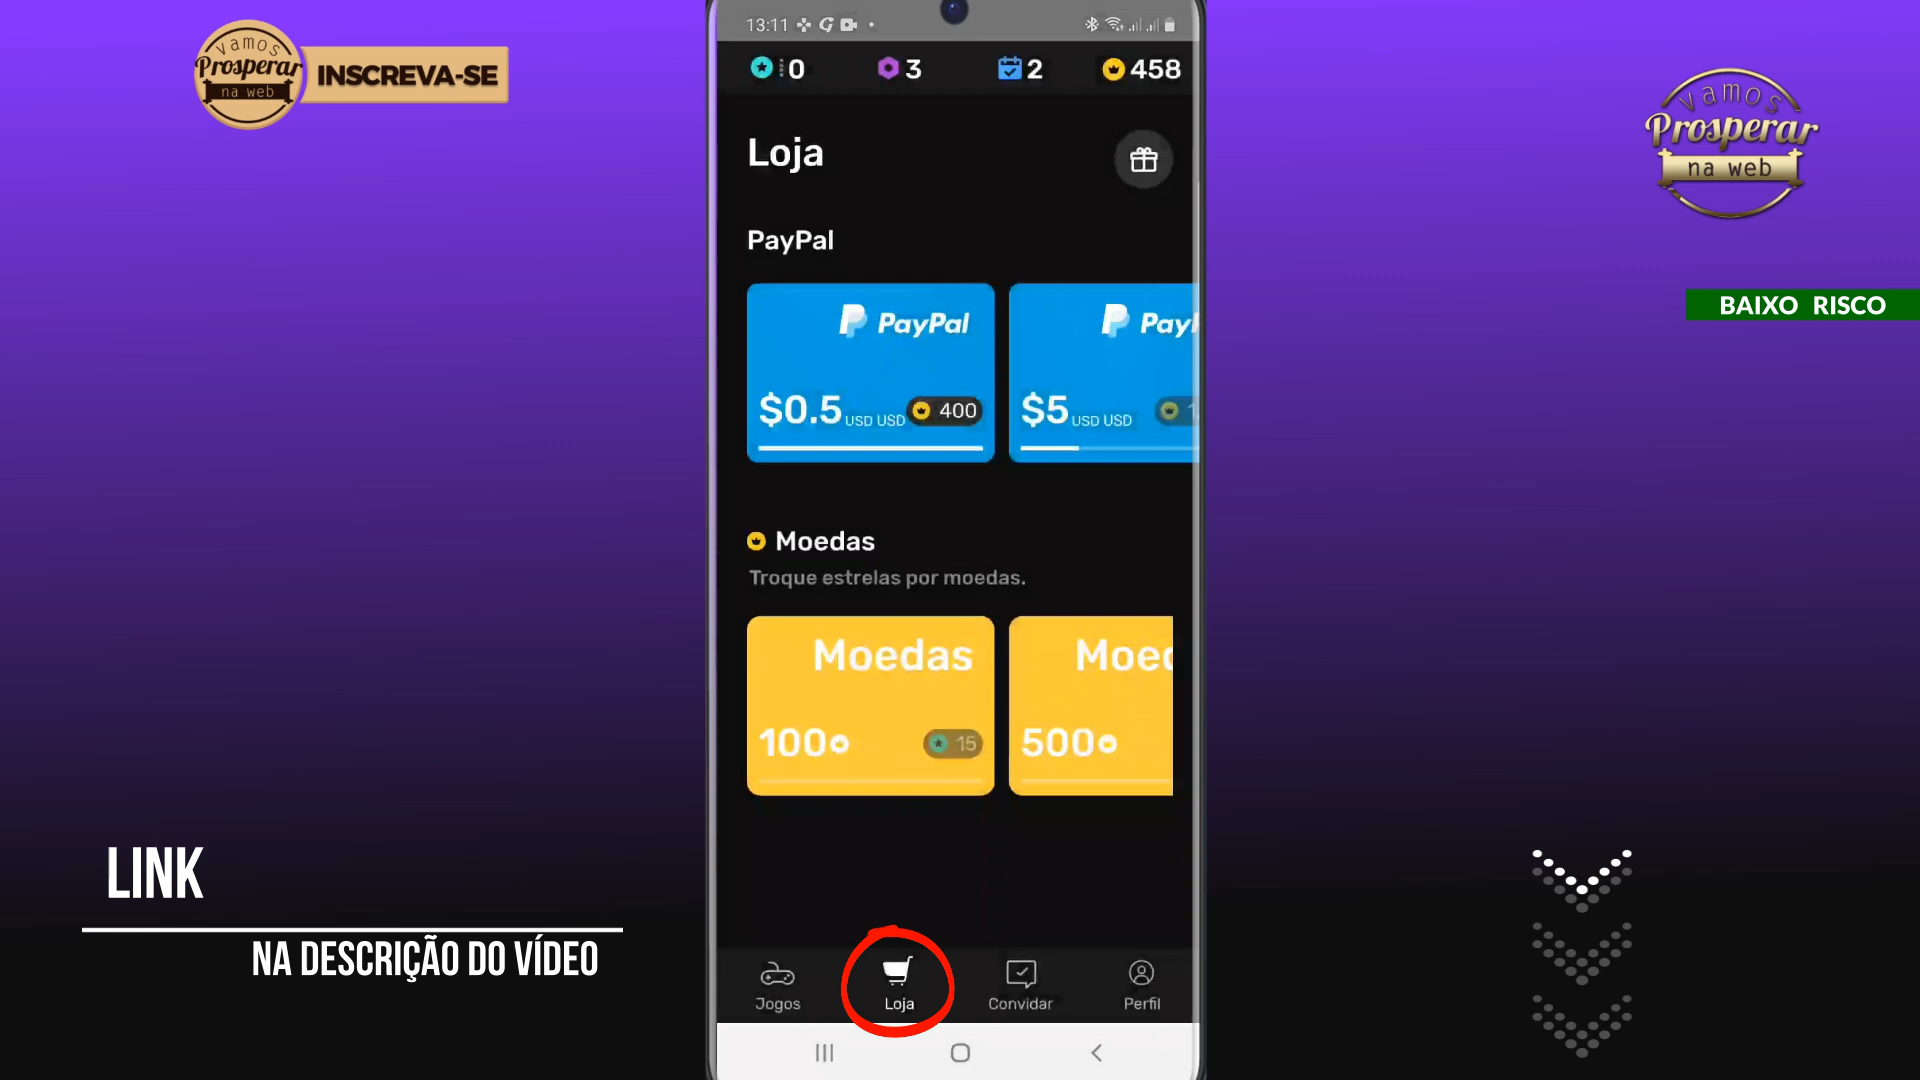 vamos
Prosperar
na web
INSCREVA-SE
vamos
Prosperar
na web
BAIXO RISCO
13:11
0
3
2
458
Loja
PayPal
PayPal
$0.5 USD USD
400
Pay
$5 USD USD
Moedas
Troque estrelas por moedas.
Moedas
100
15
Moed
500
Jogos
Loja
Convidar
Perfil
LINK
NA DESCRIÇÃO DO VÍDEO